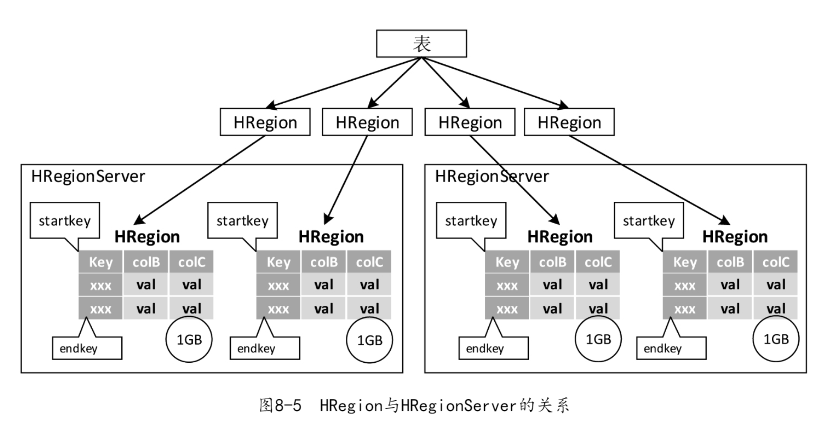 表
HRegion HRegion HRegion HRegion
HRegionServer HRegionServer
startkey startkey startkey startkey
HRegion HRegion HRegion HRegion
Key colB colC Key colB colC Key colB colC Key colB colC
xxx val val xxx val val xxx val val xxx val val
xxx val val xxx val val xxx val val xxx val val
endkey 1GB endkey 1GB endkey 1GB endkey 1GB
图8-5 HRegion与HRegionServer的关系